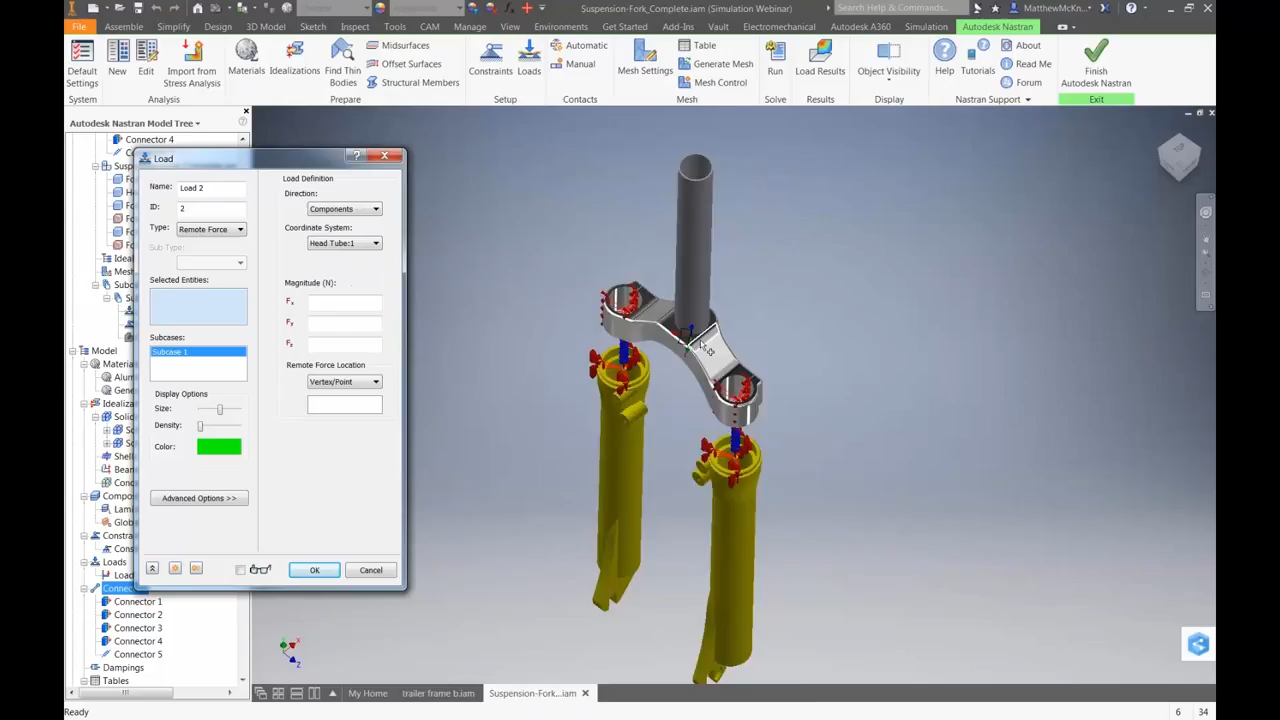 Suspension-Fork_Complete.iam (Simulation Webinar)
Search Help & Commands...
MatthewMcKn...
File Assemble Design 3D Model Sketch Inspect Tools CAM Manage View Environments Get Started Add-Ins Vault Electromechanical Autodesk A360 Simulation Autodesk Nastran
Default Settings
New
Edit
Import from Stress Analysis
Materials
Idealizations
Find Thin Bodies
Midsurfaces
Offset Surfaces
Structural Members
Constraints
Loads
Automatic
Manual
Mesh Settings
Table
Generate Mesh
Mesh Control
Run
Load Results
Object Visibility
Help
Tutorials
About
Read Me
Forum
Finish Autodesk Nastran
System Analysis Prepare Setup Contacts Mesh Solve Results Display Nastran Support Exit
Autodesk Nastran Model Tree
Connector 4
Model
Loads
Connector 1
Connector 2
Connector 3
Connector 4
Connector 5
Dampings
Tables
Load
Name: Load 2
ID: 2
Type: Remote Force
Sub Type:
Selected Entities:
Subcases:
Subcase 1
Display Options
Size:
Density:
Color:
Advanced Options >>
Load Definition
Direction:
Components
Coordinate System:
Head Tube:1
Magnitude (N):
Fx
Fy
Fz
Remote Force Location
Vertex/Point
OK Cancel
My Home trailer frame b.iam Suspension-Fork...iam
Ready 6 34